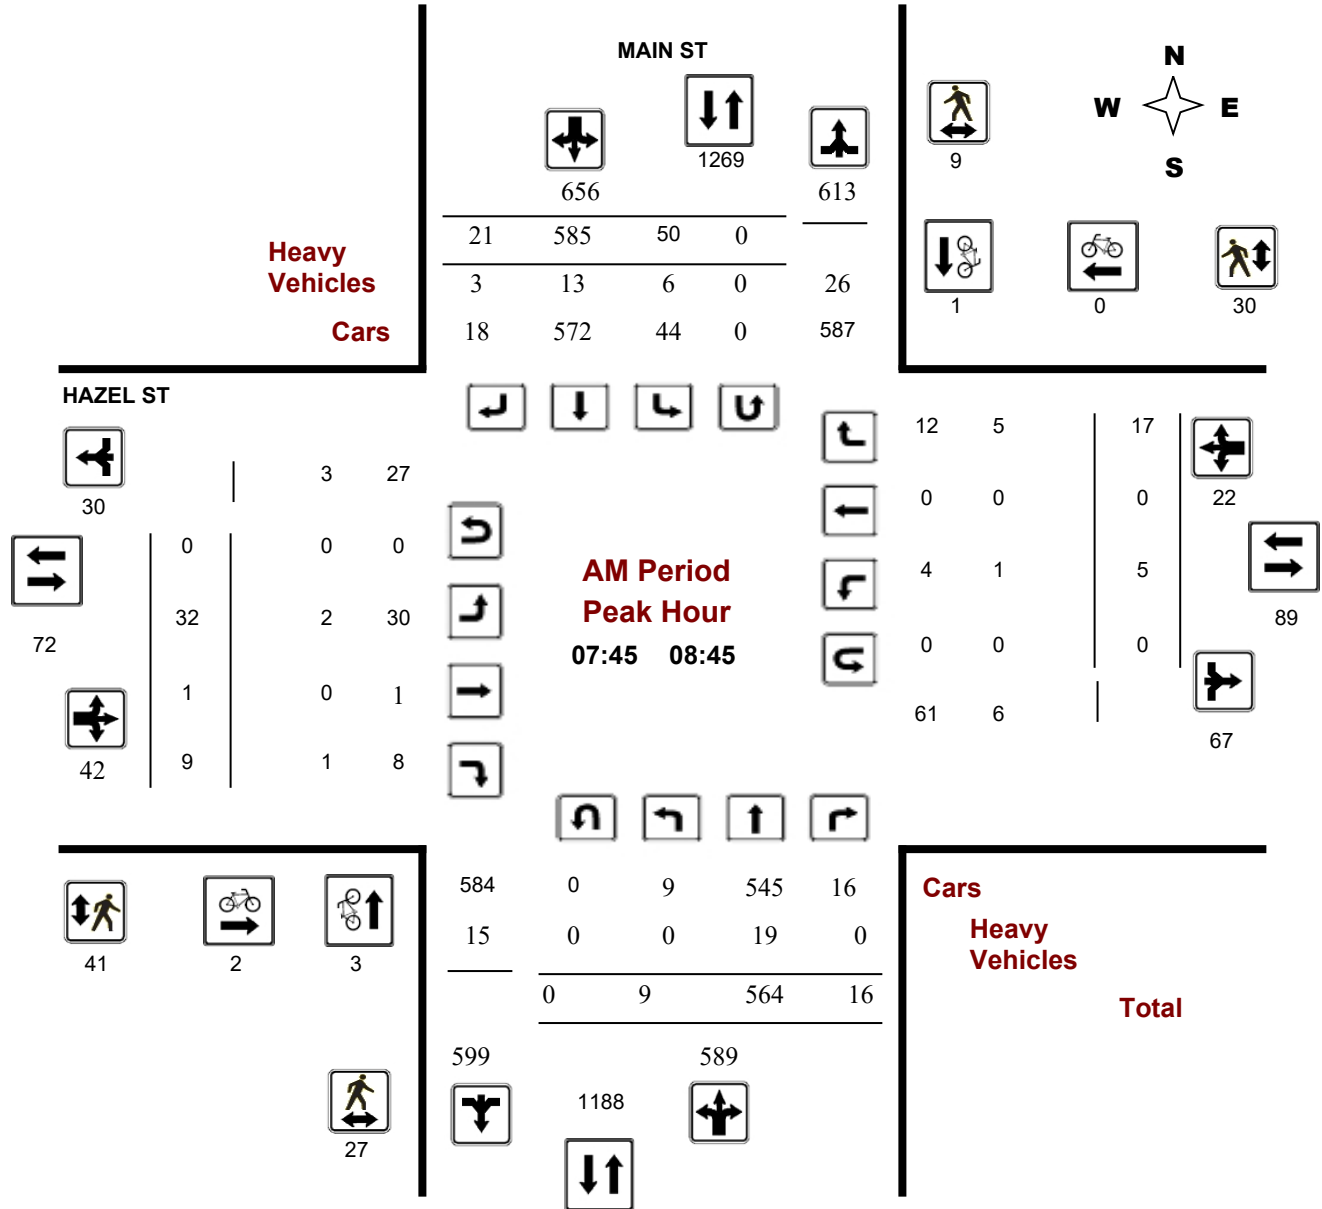 MAIN ST
N
W E
S
1269
9
656 613
21 585 50 0
Heavy
Vehicles
3 13 6 0 26
1 0 30
Cars
18 572 44 0 587
HAZEL ST
12 5 17
3 27
30
0 0 0
22
0 0 0
AM Period
4 1 5
Peak Hour
32 2 30
89
72
07:45 08:45
0 0 0
1 0 1
61 6
67
42
9 1 8
584 0 9 545 16
Cars
15 0 0 19 0
Heavy
Vehicles
41 2 3
0 9 564 16
Total
599 589
1188
27